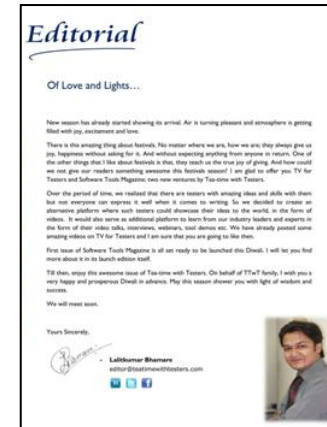 Editorial
Of Love and Lights…
New season has already started showing its arrival. Air is turning pleasant and atmosphere is getting
filled with joy, excitement and love.
There is this amazing thing about festivals. No matter where we are, how we are; they always give us
joy, happiness without asking for it. And without expecting anything from anyone in return. One of
the other things that I like about festivals is that, they teach us the true joy of giving. And how could
we not give our readers something awesome this festivals season? I am glad to offer you TV for
Testers and Software Tools Magazine, two new ventures by Tea-time with Testers.
Over the period of time, we realized that there are testers with amazing ideas and skills with them
but not everyone can express it well when it comes to writing. So we decided to create an
alternative platform where such testers could showcase their ideas to the world, in the form of
videos. It would also serve as additional platform to learn from our industry leaders and experts in
the form of their video talks, interviews, webinars, tool demos etc. We have already posted some
amazing videos on TV for Testers and I am sure that you are going to like them.
First issue of Software Tools Magazine is all set ready to be launched this Diwali. I will let you find
more about it in its launch edition itself.
Till then, enjoy this awesome issue of Tea-time with Testers. On behalf of TTwT family, I wish you a
very happy and prosperous Diwali in advance. May this season shower you with light of wisdom and
success.
We will meet soon.
Yours Sincerely,
- Lalitkumar Bhamare
editor@teatimewithtesters.com